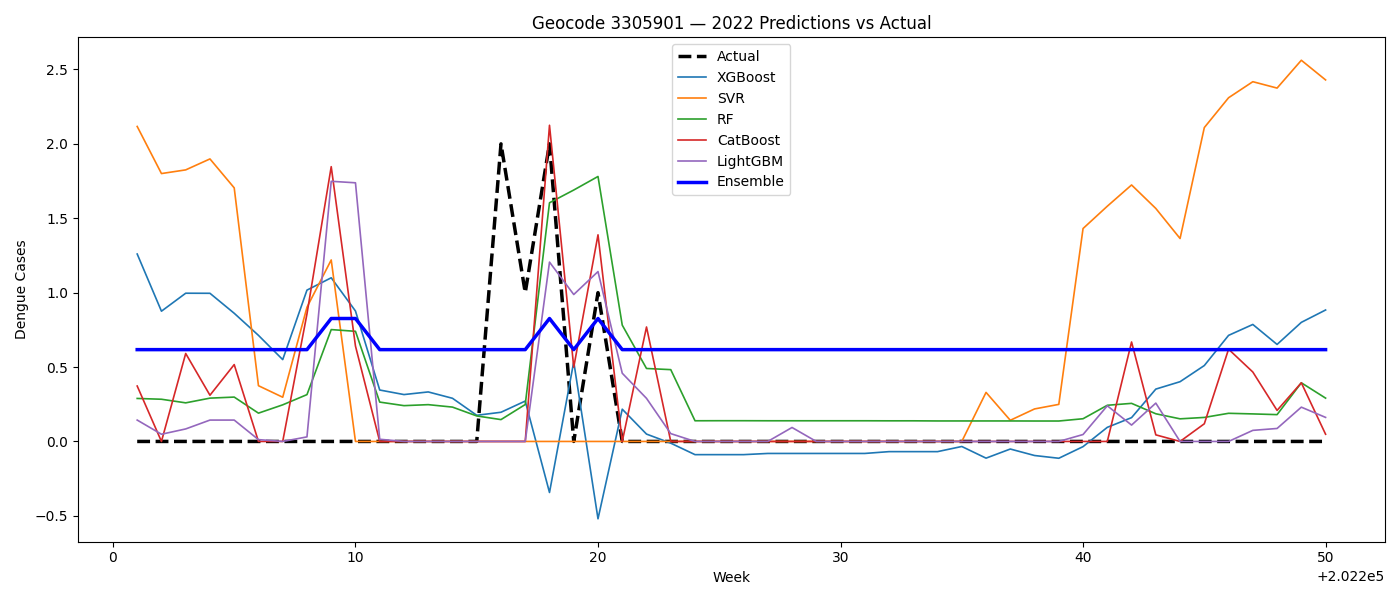 Geocode 3305901 — 2022 Predictions vs Actual
Dengue Cases
2.5
2.0
1.5
1.0
0.5
0.0
−0.5
Actual
XGBoost
SVR
RF
CatBoost
LightGBM
Ensemble
0 10 20 30 40 50
Week
+2.022e5